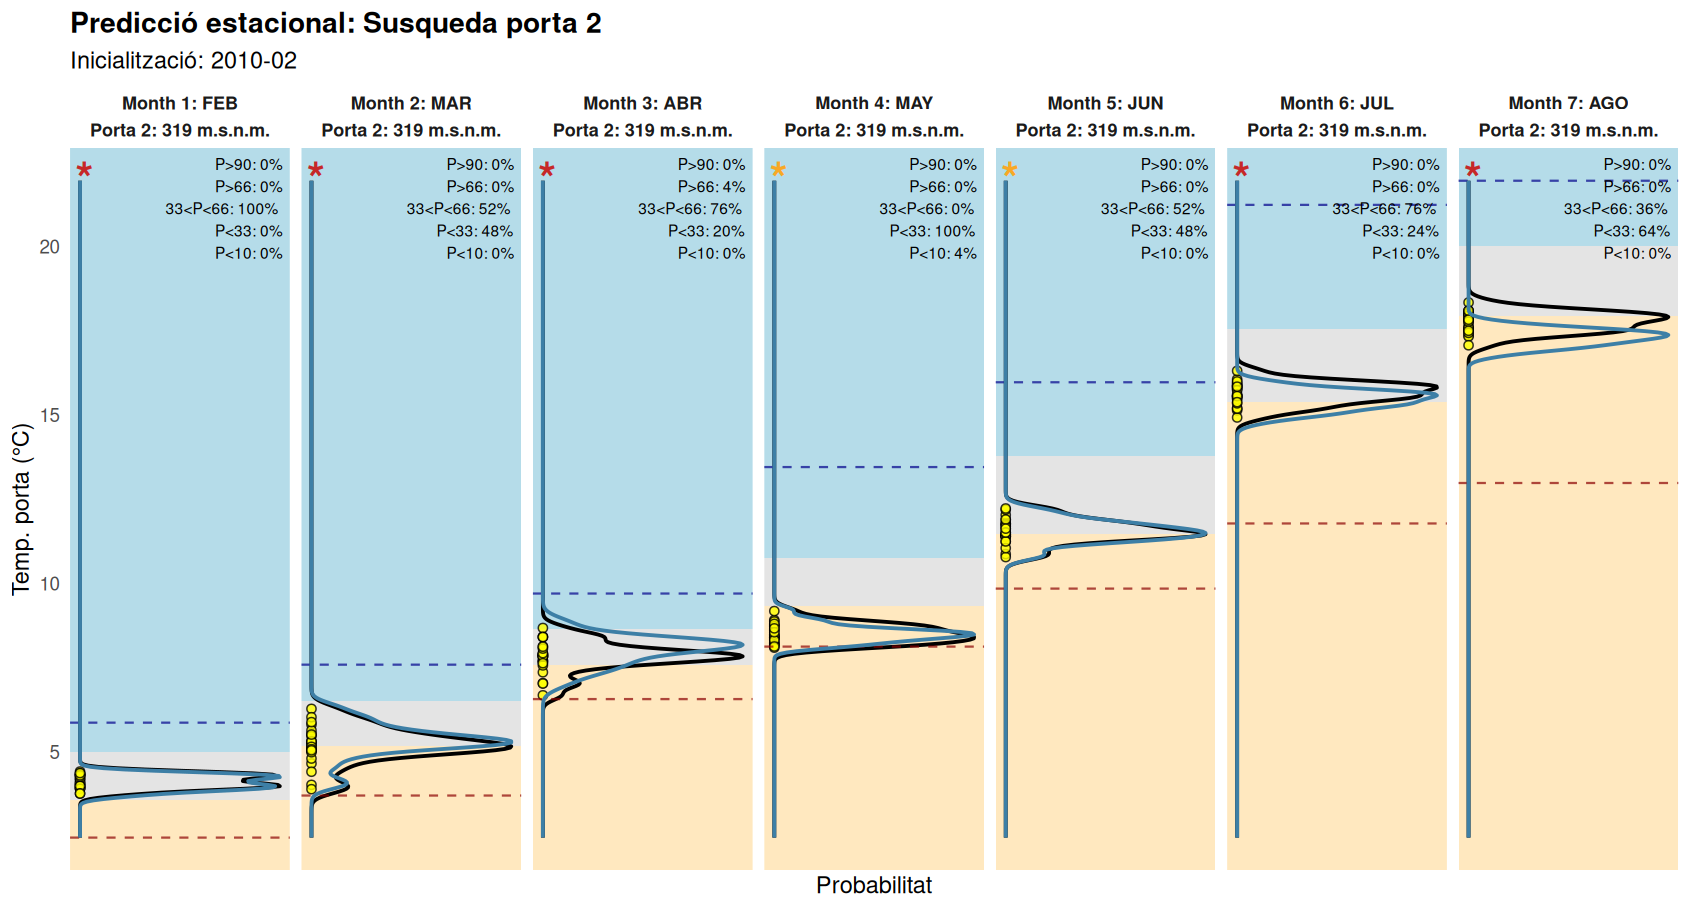 Predicció estacional: Susqueda porta 2
Inicialització: 2010-02
Month 1: FEB
Porta 2: 319 m.s.n.m.
Month 2: MAR
Porta 2: 319 m.s.n.m.
Month 3: ABR
Porta 2: 319 m.s.n.m.
Month 4: MAY
Porta 2: 319 m.s.n.m.
Month 5: JUN
Porta 2: 319 m.s.n.m.
Month 6: JUL
Porta 2: 319 m.s.n.m.
Month 7: AGO
Porta 2: 319 m.s.n.m.
*
P>90: 0%
P>66: 0%
33<P<66: 100%
P<33: 0%
P<10: 0%
*
P>90: 0%
P>66: 0%
33<P<66: 52%
P<33: 48%
P<10: 0%
*
P>90: 0%
P>66: 4%
33<P<66: 76%
P<33: 20%
P<10: 0%
*
P>90: 0%
P>66: 0%
33<P<66: 0%
P<33: 100%
P<10: 4%
*
P>90: 0%
P>66: 0%
33<P<66: 52%
P<33: 48%
P<10: 0%
*
P>90: 0%
P>66: 0%
33<P<66: 76%
P<33: 24%
P<10: 0%
*
P>90: 0%
P>66: 0%
33<P<66: 36%
P<33: 64%
P<10: 0%
Temp. porta (°C)
20
15
10
5
Probabilitat